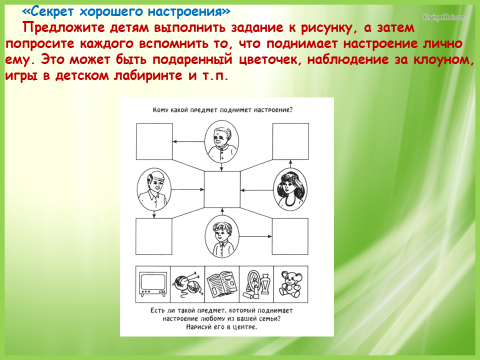 «Секрет хорошего настроения»
Предложите детям выполнить задание к рисунку, а затем
попросите каждого вспомнить то, что поднимает настроение лично
ему. Это может быть подаренный цветочек, наблюдение за клоуном,
игры в детском лабиринте и т.п.
Кому какой предмет поднимет настроение?
Есть ли такой предмет, который поднимает
настроение любому из вашей семьи?
Нарисуй его в центре.